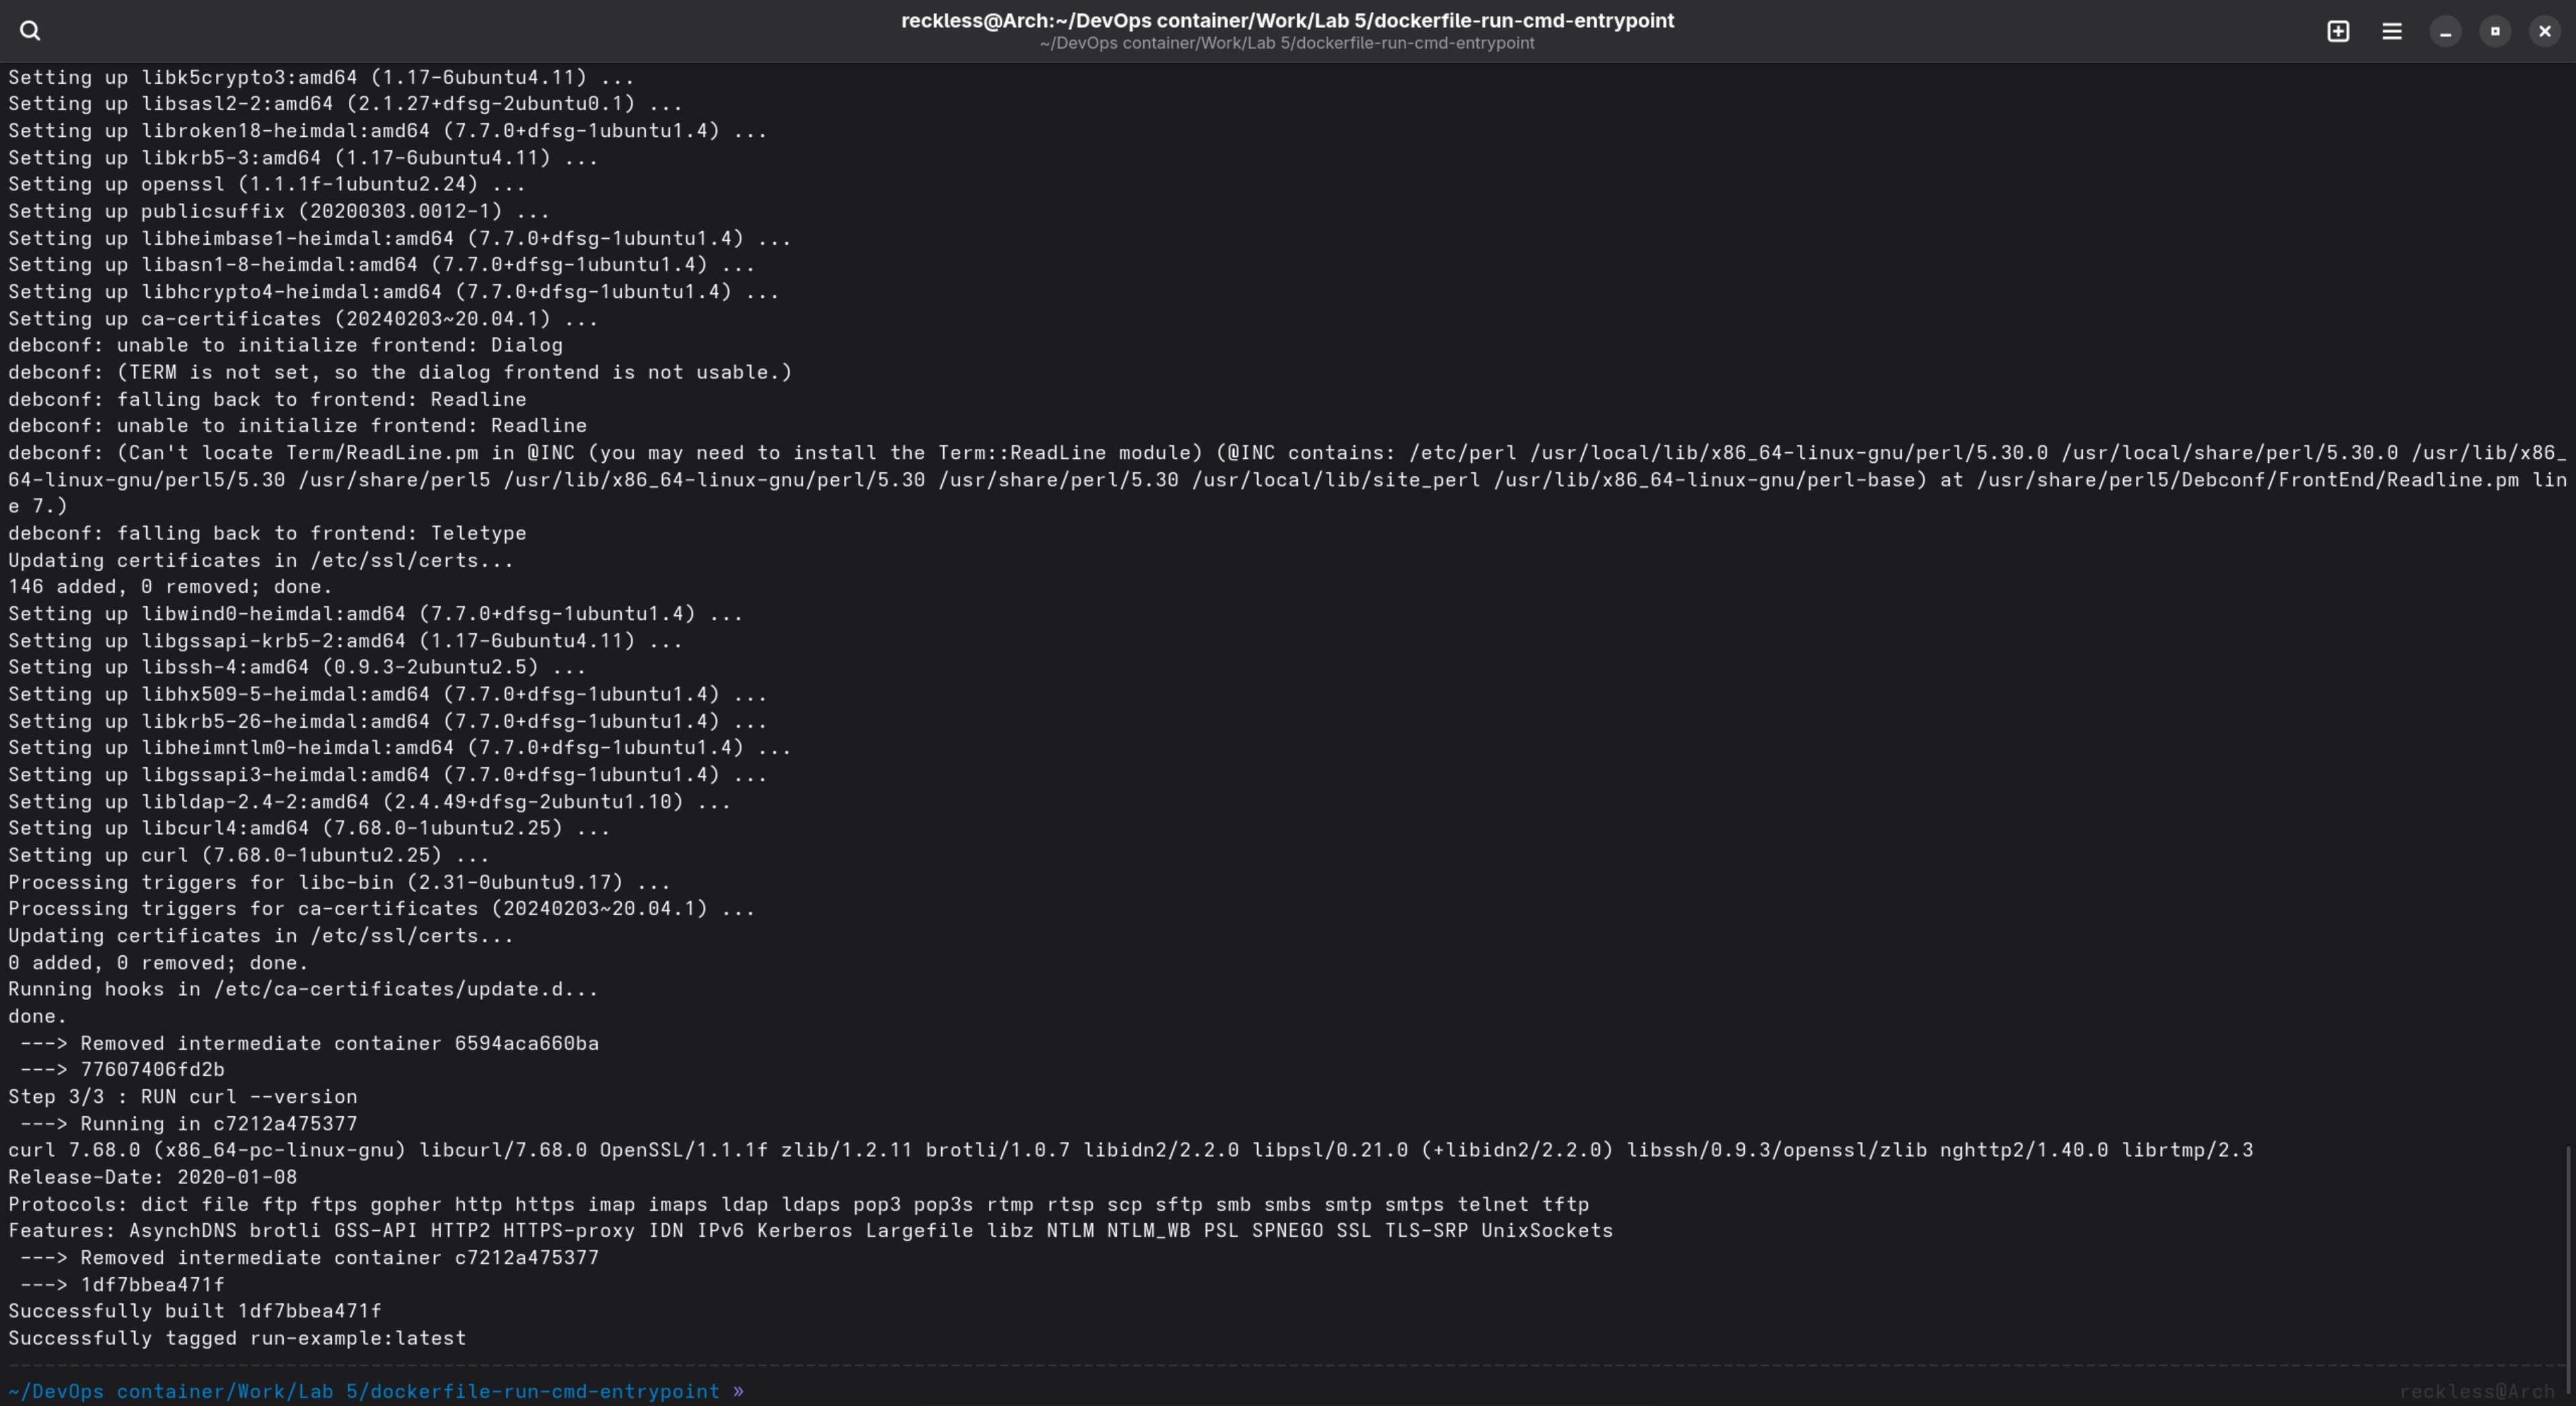 reckless@Arch:~/DevOps container/Work/Lab 5/dockerfile-run-cmd-entrypoint
~/DevOps container/Work/Lab 5/dockerfile-run-cmd-entrypoint
Setting up libk5crypto3:amd64 (1.17-6ubuntu4.11) ...
Setting up libsasl2-2:amd64 (2.1.27+dfsg-2ubuntu0.1) ...
Setting up libroken18-heimdal:amd64 (7.7.0+dfsg-1ubuntu1.4) ...
Setting up libkrb5-3:amd64 (1.17-6ubuntu4.11) ...
Setting up openssl (1.1.1f-1ubuntu2.24) ...
Setting up publicsuffix (20200303.0012-1) ...
Setting up libheimbase1-heimdal:amd64 (7.7.0+dfsg-1ubuntu1.4) ...
Setting up libasn1-8-heimdal:amd64 (7.7.0+dfsg-1ubuntu1.4) ...
Setting up libhcrypto4-heimdal:amd64 (7.7.0+dfsg-1ubuntu1.4) ...
Setting up ca-certificates (20240203~20.04.1) ...
debconf: unable to initialize frontend: Dialog
debconf: (TERM is not set, so the dialog frontend is not usable.)
debconf: falling back to frontend: Readline
debconf: unable to initialize frontend: Readline
debconf: (Can't locate Term/ReadLine.pm in @INC (you may need to install the Term::ReadLine module) (@INC contains: /etc/perl /usr/local/lib/x86_64-linux-gnu/perl/5.30.0 /usr/local/share/perl/5.30.0 /usr/lib/x86_
64-linux-gnu/perl5/5.30 /usr/share/perl5 /usr/lib/x86_64-linux-gnu/perl/5.30 /usr/share/perl/5.30 /usr/local/lib/site_perl /usr/lib/x86_64-linux-gnu/perl-base) at /usr/share/perl5/Debconf/FrontEnd/Readline.pm lin
e 7.)
debconf: falling back to frontend: Teletype
Updating certificates in /etc/ssl/certs...
146 added, 0 removed; done.
Setting up libwind0-heimdal:amd64 (7.7.0+dfsg-1ubuntu1.4) ...
Setting up libgssapi-krb5-2:amd64 (1.17-6ubuntu4.11) ...
Setting up libssh-4:amd64 (0.9.3-2ubuntu2.5) ...
Setting up libhx509-5-heimdal:amd64 (7.7.0+dfsg-1ubuntu1.4) ...
Setting up libkrb5-26-heimdal:amd64 (7.7.0+dfsg-1ubuntu1.4) ...
Setting up libheimntlm0-heimdal:amd64 (7.7.0+dfsg-1ubuntu1.4) ...
Setting up libgssapi3-heimdal:amd64 (7.7.0+dfsg-1ubuntu1.4) ...
Setting up libldap-2.4-2:amd64 (2.4.49+dfsg-2ubuntu1.10) ...
Setting up libcurl4:amd64 (7.68.0-1ubuntu2.25) ...
Setting up curl (7.68.0-1ubuntu2.25) ...
Processing triggers for libc-bin (2.31-0ubuntu9.17) ...
Processing triggers for ca-certificates (20240203~20.04.1) ...
Updating certificates in /etc/ssl/certs...
0 added, 0 removed; done.
Running hooks in /etc/ca-certificates/update.d...
done.
 ---> Removed intermediate container 6594aca660ba
 ---> 77607406fd2b
Step 3/3 : RUN curl --version
 ---> Running in c7212a475377
curl 7.68.0 (x86_64-pc-linux-gnu) libcurl/7.68.0 OpenSSL/1.1.1f zlib/1.2.11 brotli/1.0.7 libidn2/2.2.0 libpsl/0.21.0 (+libidn2/2.2.0) libssh/0.9.3/openssl/zlib nghttp2/1.40.0 librtmp/2.3
Release-Date: 2020-01-08
Protocols: dict file ftp ftps gopher http https imap imaps ldap ldaps pop3 pop3s rtmp rtsp scp sftp smb smbs smtp smtps telnet tftp
Features: AsynchDNS brotli GSS-API HTTP2 HTTPS-proxy IDN IPv6 Kerberos Largefile libz NTLM NTLM_WB PSL SPNEGO SSL TLS-SRP UnixSockets
 ---> Removed intermediate container c7212a475377
 ---> 1df7bbea471f
Successfully built 1df7bbea471f
Successfully tagged run-example:latest
~/DevOps container/Work/Lab 5/dockerfile-run-cmd-entrypoint » reckless@Arch